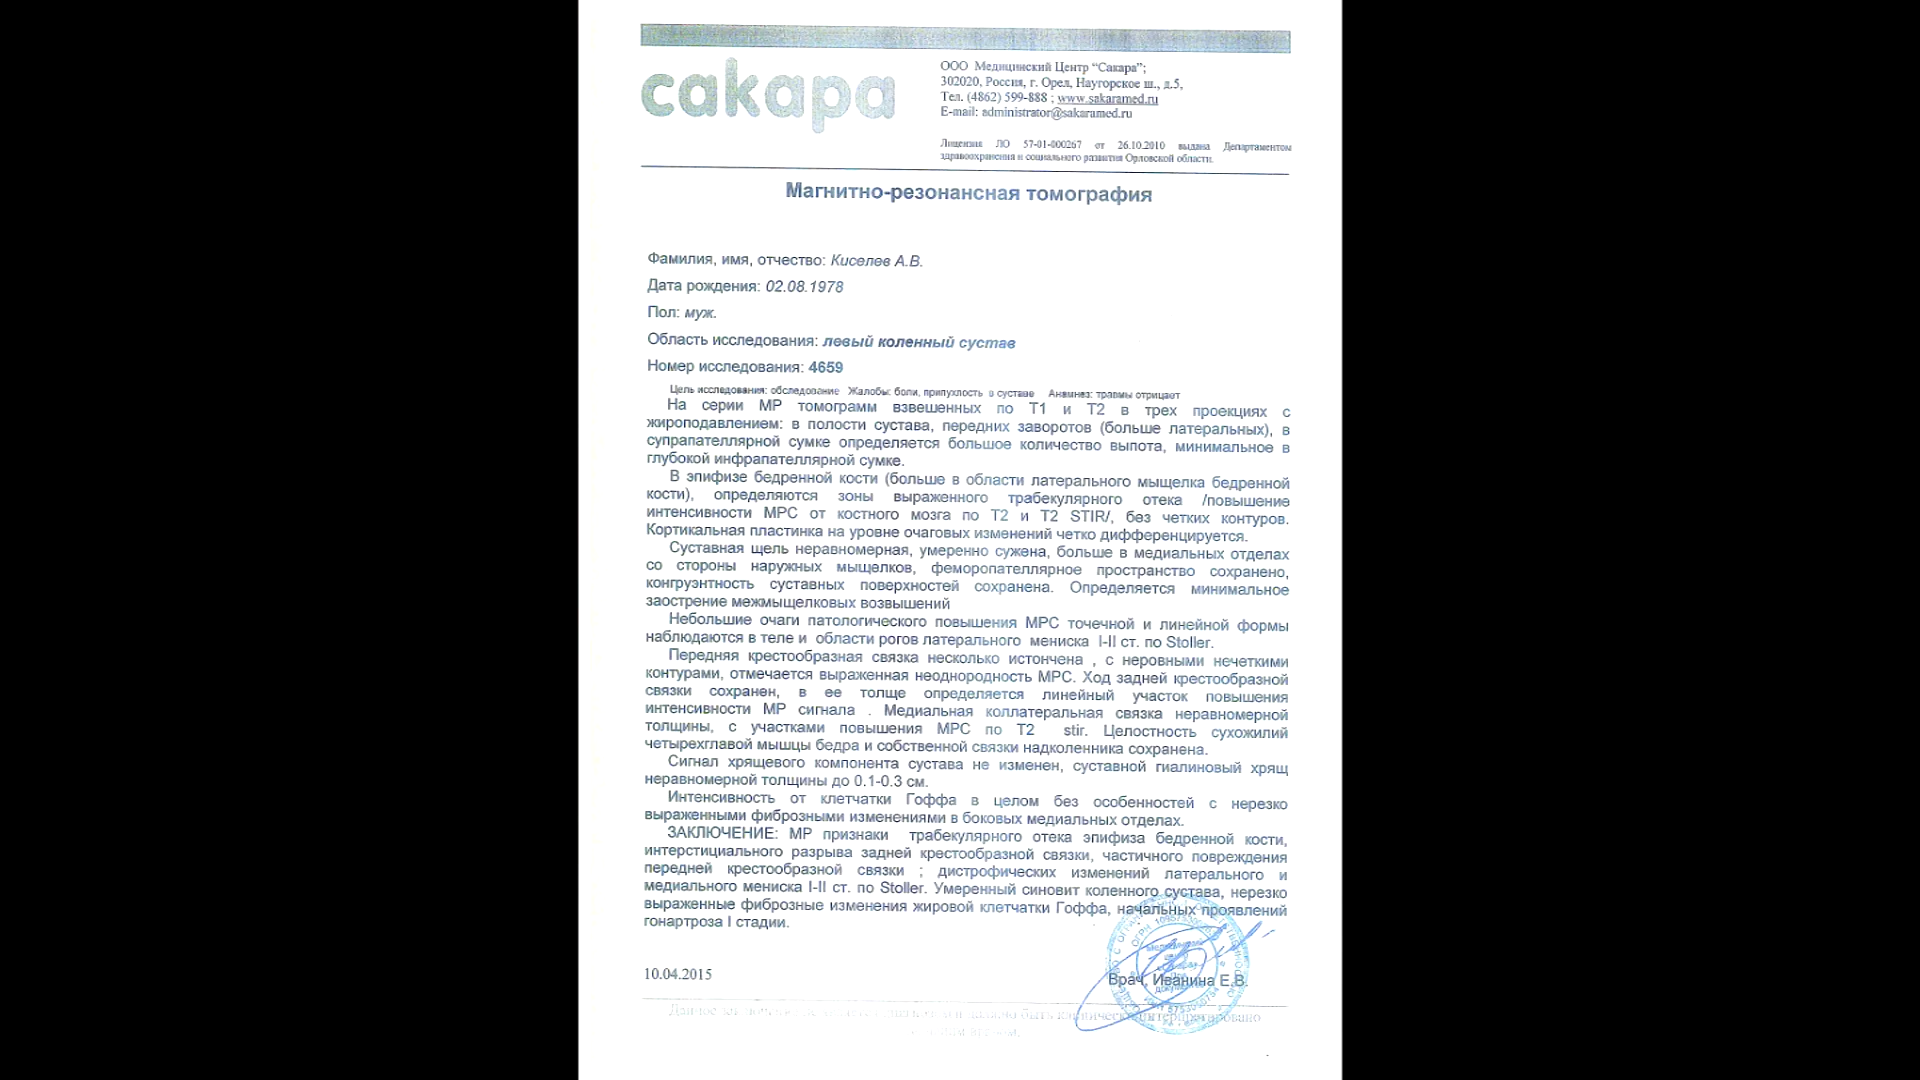 сакара
ООО Медицинский Центр “Сакара”;
302020, Россия, г. Орел, Наугорское ш., д.5,
Тел. (4862) 599-888 ; www.sakaramed.ru
E-mail: administrator@sakaramed.ru
Лицензия ЛО 57-01-000267 от 26.10.2010 выдана Департаментом
здравоохранения и социального развития Орловской области.
Магнитно-резонансная томография
Фамилия, имя, отчество: Киселев А.В.
Дата рождения: 02.08.1978
Пол: муж.
Область исследования: левый коленный сустав
Номер исследования: 4659
Цель исследования: обследование Жалобы: боли, припухлость в суставе Анамнез: травмы отрицает
На серии МР томограмм взвешенных по Т1 и Т2 в трех проекциях с
жироподавлением: в полости сустава, передних заворотов (больше латеральных), в
супрапателлярной сумке определяется большое количество выпота, минимальное в
глубокой инфрапателлярной сумке.
В эпифизе бедренной кости (больше в области латерального мыщелка бедренной
кости), определяются зоны выраженного трабекулярного отека /повышение
интенсивности МРС от костного мозга по Т2 и Т2 STIR/, без четких контуров.
Кортикальная пластинка на уровне очаговых изменений четко дифференцируется.
Суставная щель неравномерная, умеренно сужена, больше в медиальных отделах
со стороны наружных мыщелков, феморопателлярное пространство сохранено,
конгруэнтность суставных поверхностей сохранена. Определяется минимальное
заострение межмыщелковых возвышений
Небольшие очаги патологического повышения МРС точечной и линейной формы
наблюдаются в теле и области рогов латерального мениска I-II ст. по Stoller.
Передняя крестообразная связка несколько истончена , с неровными нечеткими
контурами, отмечается выраженная неоднородность МРС. Ход задней крестообразной
связки сохранен, в ее толще определяется линейный участок повышения
интенсивности МР сигнала . Медиальная коллатеральная связка неравномерной
толщины, с участками повышения МРС по Т2 stir. Целостность сухожилий
четырехглавой мышцы бедра и собственной связки надколенника сохранена.
Сигнал хрящевого компонента сустава не изменен, суставной гиалиновый хрящ
неравномерной толщины до 0.1-0.3 см.
Интенсивность от клетчатки Гоффа в целом без особенностей с нерезко
выраженными фиброзными изменениями в боковых медиальных отделах.
ЗАКЛЮЧЕНИЕ: МР признаки трабекулярного отека эпифиза бедренной кости,
интерстициального разрыва задней крестообразной связки, частичного повреждения
передней крестообразной связки ; дистрофических изменений латерального и
медиального мениска I-II ст. по Stoller. Умеренный синовит коленного сустава, нерезко
выраженные фиброзные изменения жировой клетчатки Гоффа, начальных проявлений
гонартроза I стадии.
10.04.2015
Врач, Иванина Е.В.